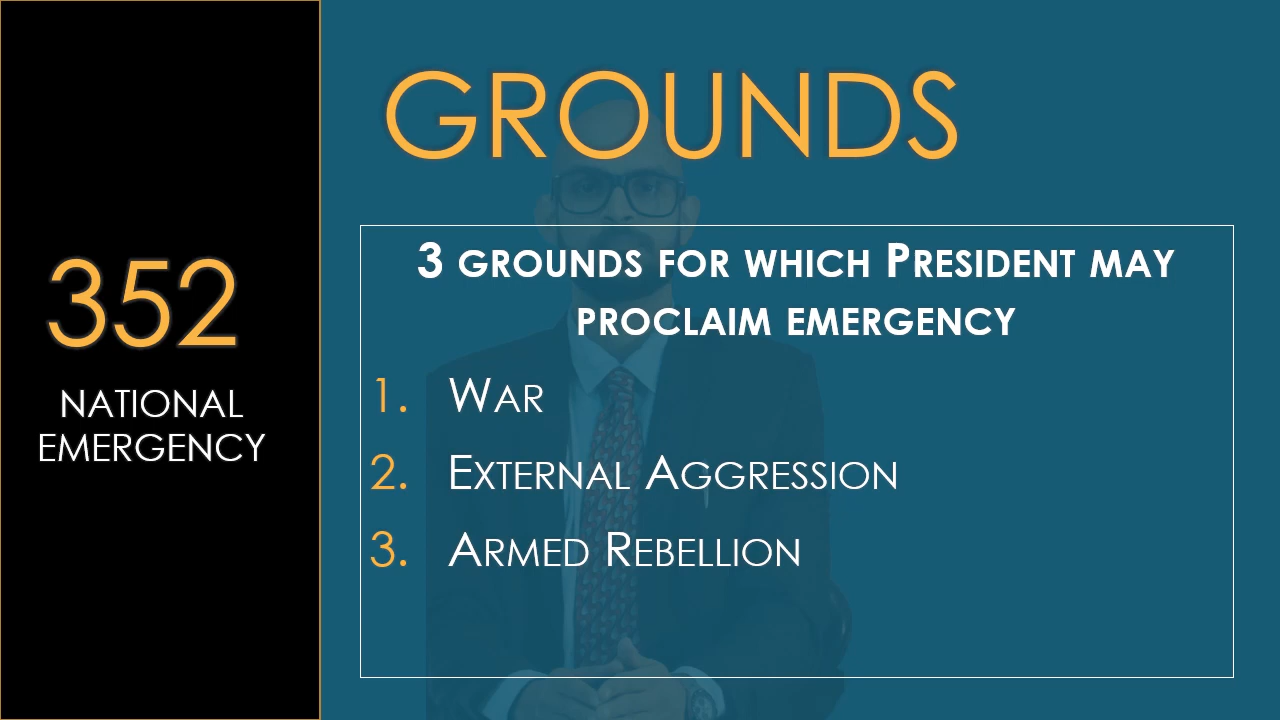 GROUNDS
352
NATIONAL
EMERGENCY
3 GROUNDS FOR WHICH PRESIDENT MAY
PROCLAIM EMERGENCY
1. WAR
2. EXTERNAL AGGRESSION
3. ARMED REBELLION